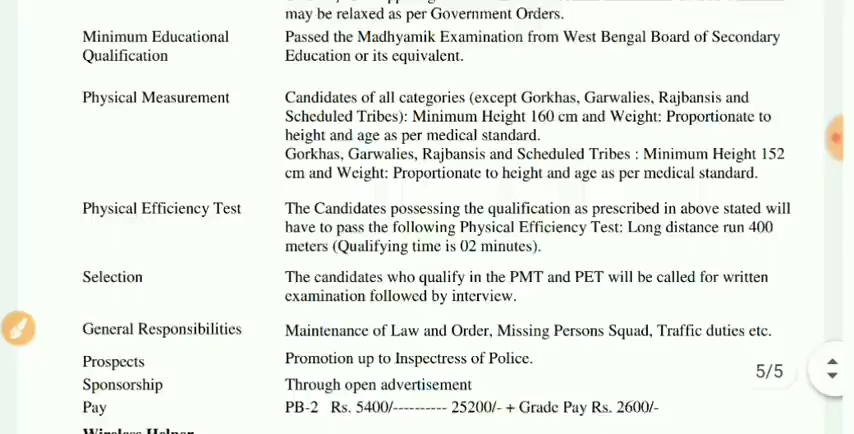 may be relaxed as per Government Orders.
Minimum Educational Qualification
Passed the Madhyamik Examination from West Bengal Board of Secondary
Education or its equivalent.
Physical Measurement
Candidates of all categories (except Gorkhas, Garwalies, Rajbansis and
Scheduled Tribes): Minimum Height 160 cm and Weight: Proportionate to
height and age as per medical standard.
Gorkhas, Garwalies, Rajbansis and Scheduled Tribes : Minimum Height 152
cm and Weight: Proportionate to height and age as per medical standard.
Physical Efficiency Test
The Candidates possessing the qualification as prescribed in above stated will
have to pass the following Physical Efficiency Test: Long distance run 400
meters (Qualifying time is 02 minutes).
Selection
The candidates who qualify in the PMT and PET will be called for written
examination followed by interview.
General Responsibilities
Maintenance of Law and Order, Missing Persons Squad, Traffic duties etc.
Prospects
Promotion up to Inspectress of Police.
Sponsorship
Through open advertisement
Pay
PB-2 Rs. 5400/---------- 25200/- + Grade Pay Rs. 2600/-
Wireless Helper
5/5